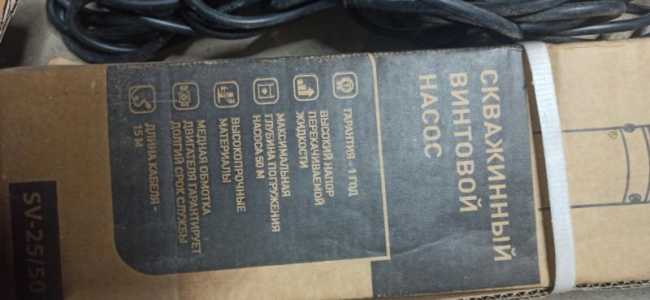 СКВАЖИННЫЙ
ВИНТОВОЙ
НАСОС
ГАРАНТИЯ - 1 ГОД
ВЫСОКИЙ НАПОР
ПЕРЕКАЧИВАЕМОЙ
ЖИДКОСТИ
МАКСИМАЛЬНАЯ
ГЛУБИНА ПОГРУЖЕНИЯ
НАСОСА 50 М
ВЫСОКОПРОЧНЫЕ
МАТЕРИАЛЫ
МЕДНАЯ ОБМОТКА
ДВИГАТЕЛЯ ГАРАНТИРУЕТ
ДОЛГИЙ СРОК СЛУЖБЫ
ДЛИНА КАБЕЛЯ -
15 М
SV-25/50